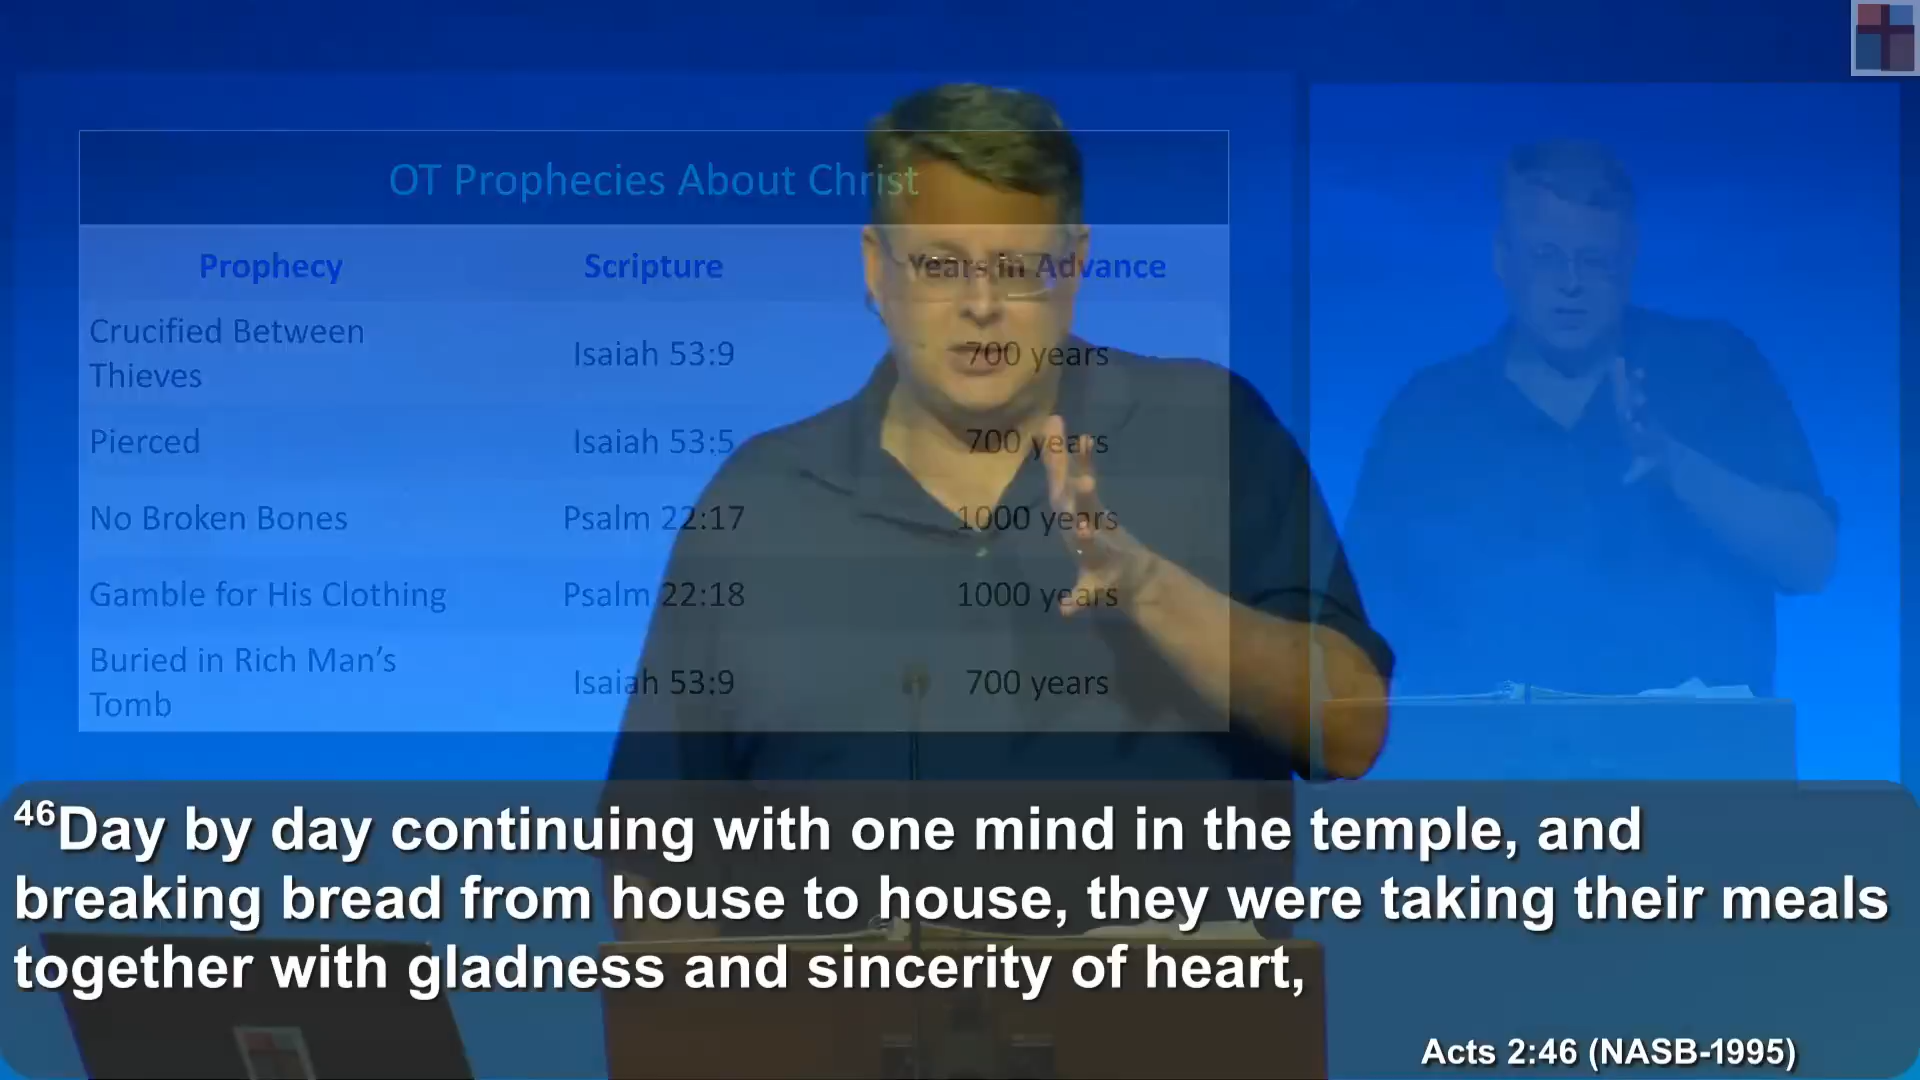 OT Prophecies About Christ
Prophecy Scripture Years in Advance
Crucified Between
Thieves
Isaiah 53:9 700 years
Pierced Isaiah 53:5 700 years
No Broken Bones Psalm 22:17 1000 years
Gamble for His Clothing Psalm 22:18 1000 years
Buried in Rich Man’s
Tomb
Isaiah 53:9 700 years
46Day by day continuing with one mind in the temple, and
breaking bread from house to house, they were taking their meals
together with gladness and sincerity of heart,
Acts 2:46 (NASB-1995)